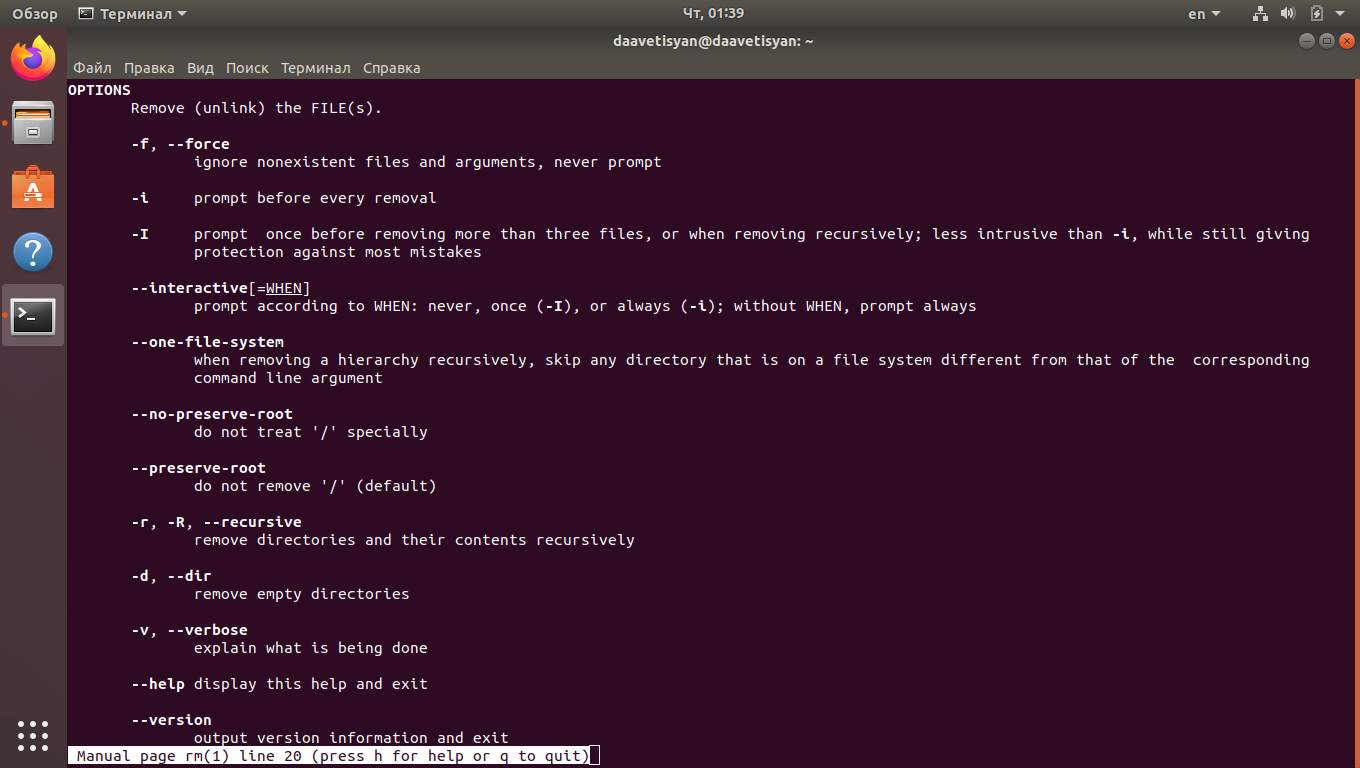 Обзор Терминал Чт, 01:39 en
daavetisyan@daavetisyan: ~
Файл Правка Вид Поиск Терминал Справка
OPTIONS
Remove (unlink) the FILE(s).
-f, --force
ignore nonexistent files and arguments, never prompt
-i prompt before every removal
-I prompt  once before removing more than three files, or when removing recursively; less intrusive than -i, while still giving
protection against most mistakes
--interactive[=WHEN]
prompt according to WHEN: never, once (-I), or always (-i); without WHEN, prompt always
--one-file-system
when removing a hierarchy recursively, skip any directory that is on a file system different from that of the  corresponding
command line argument
--no-preserve-root
do not treat '/' specially
--preserve-root
do not remove '/' (default)
-r, -R, --recursive
remove directories and their contents recursively
-d, --dir
remove empty directories
-v, --verbose
explain what is being done
--help display this help and exit
--version
output version information and exit
Manual page rm(1) line 20 (press h for help or q to quit)